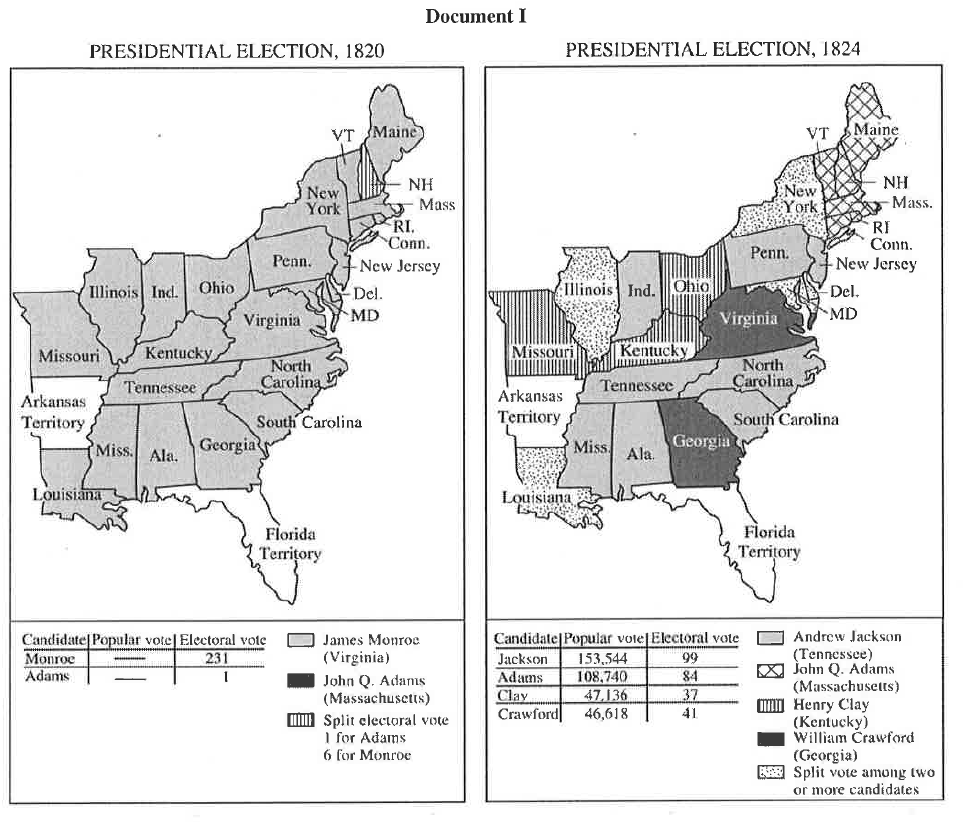 Document I
PRESIDENTIAL ELECTION, 1820
VT
Maine
NH
Mass
New
York
RI.
Conn.
Penn.
New Jersey
Illinois
Ind.
Ohio
Del.
MD
Virginia
Missouri
Kentucky
North
Carolina
Tennessee
Arkansas
Territory
South Carolina
Miss.
Ala.
Georgia
Louisiana
Florida
Territory
Candidate Popular vote Electoral vote
Monroe — 231
Adams — 1
James Monroe
(Virginia)
John Q. Adams
(Massachusetts)
Split electoral vote
1 for Adams
6 for Monroe
PRESIDENTIAL ELECTION, 1824
VT
Maine
NH
Mass.
New
York
RI
Conn.
Penn.
New Jersey
Illinois
Ind.
Ohio
Del.
MD
Virginia
Missouri
Kentucky
North
Carolina
Tennessee
Arkansas
Territory
South Carolina
Miss.
Ala.
Georgia
Louisiana
Florida
Territory
Candidate Popular vote Electoral vote
Jackson 153,544 99
Adams 108,740 84
Clay 47,136 37
Crawford 46,618 41
Andrew Jackson
(Tennessee)
John Q. Adams
(Massachusetts)
Henry Clay
(Kentucky)
William Crawford
(Georgia)
Split vote among two
or more candidates